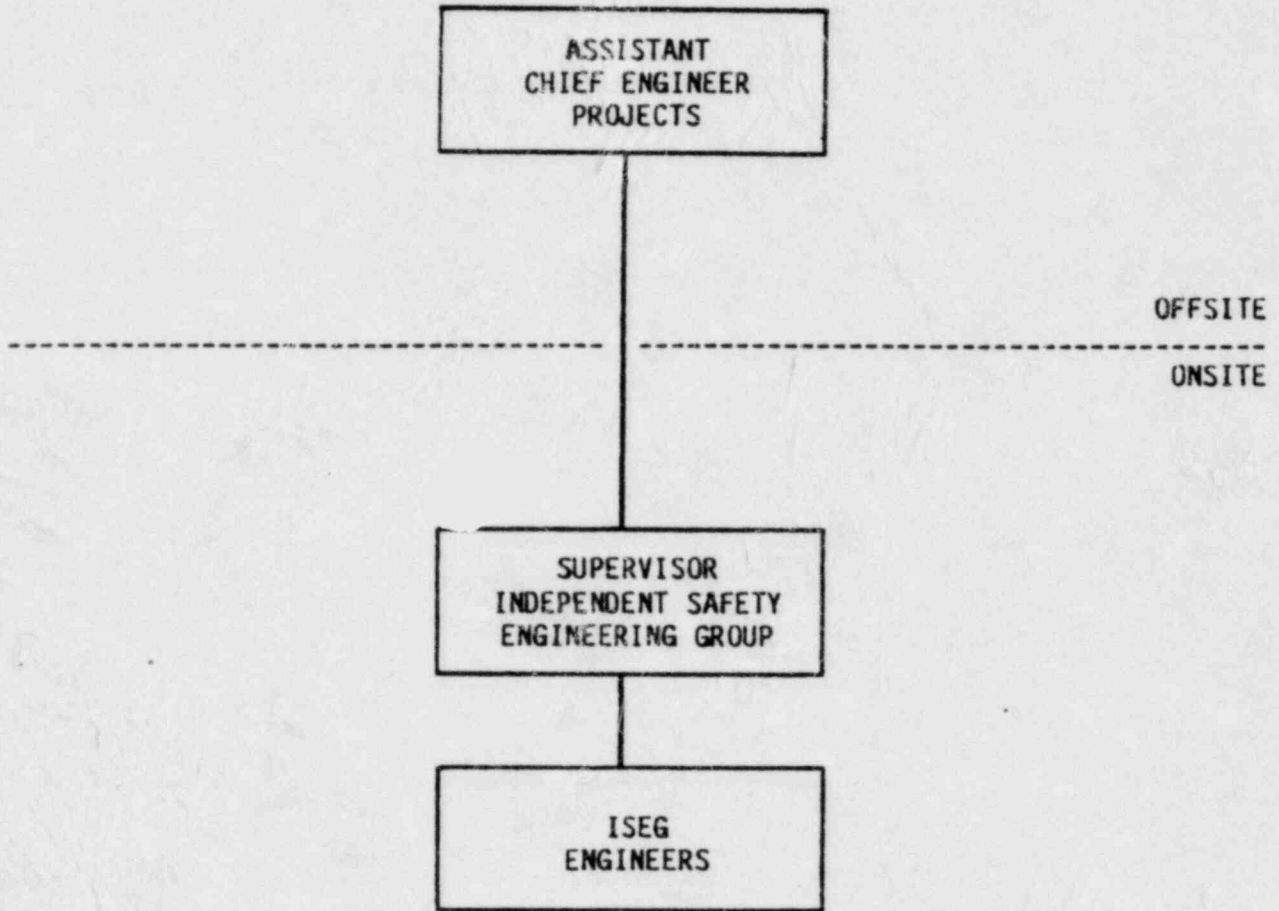 ASSISTANT
CHIEF ENGINEER
PROJECTS
OFFSITE
ONSITE
SUPERVISOR
INDEPENDENT SAFETY
ENGINEERING GROUP
ISEG
ENGINEERS